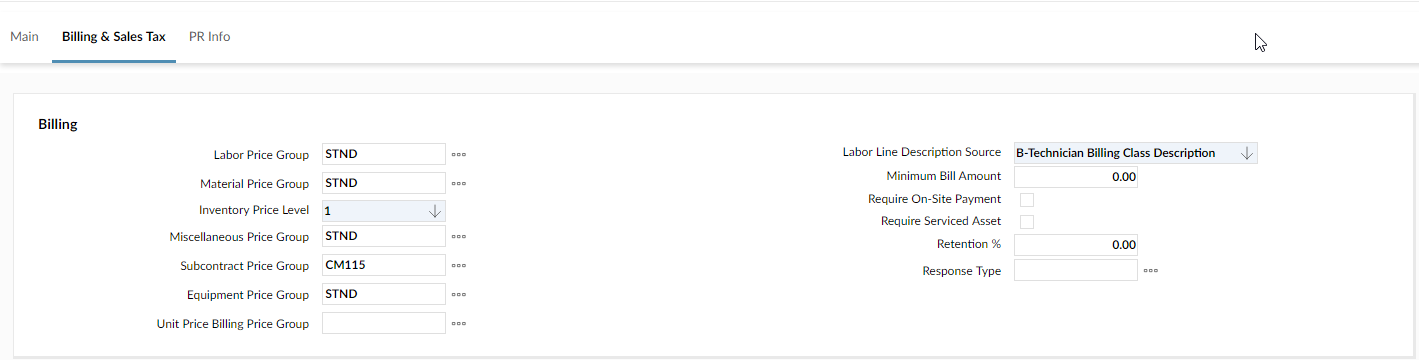 Main Billing & Sales Tax PR Info
Billing
Labor Price Group STND
Material Price Group STND
Inventory Price Level 1
Miscellaneous Price Group STND
Subcontract Price Group CM115
Equipment Price Group STND
Unit Price Billing Price Group
Labor Line Description Source B-Technician Billing Class Description
Minimum Bill Amount 0.00
Require On-Site Payment
Require Serviced Asset
Retention % 0.00
Response Type